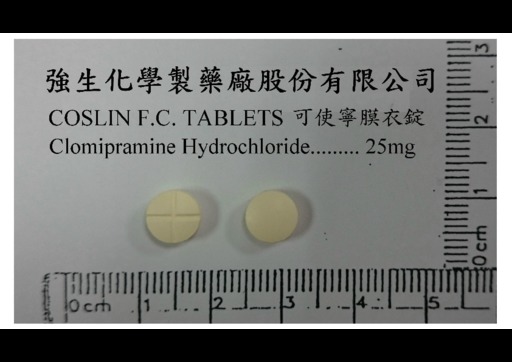 強生化學製藥廠股份有限公司
COSLIN F.C. TABLETS 可使寧膜衣錠
Clomipramine Hydrochloride......... 25mg
3
2
1
0cm
0cm 1 2 3 4 5